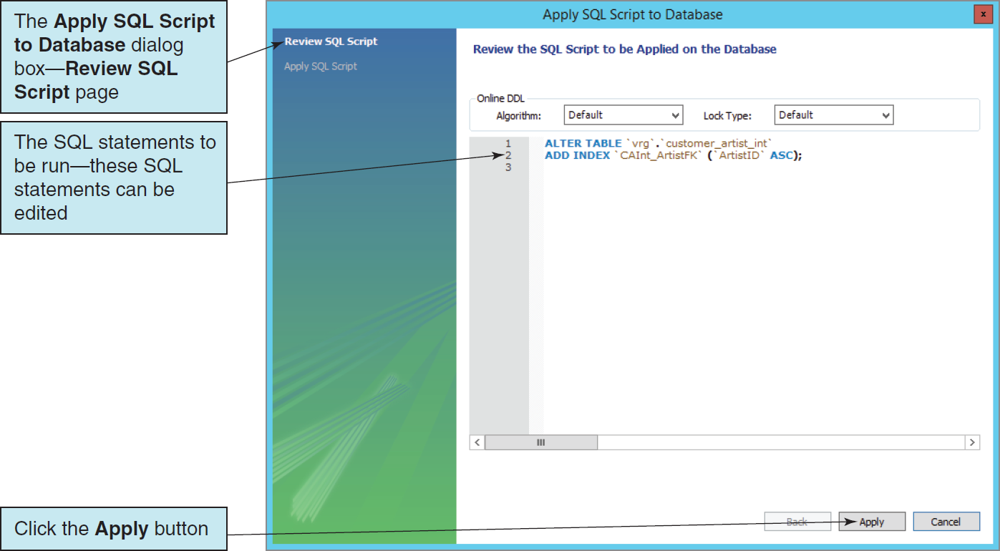 The Apply SQL Script
to Database dialog
box—Review SQL
Script page
The SQL statements to
be run—these SQL
statements can be
edited
Click the Apply button
Apply SQL Script to Database
x
Review SQL Script
Apply SQL Script
Review the SQL Script to be Applied on the Database
Online DDL
Algorithm: Default Lock Type: Default
1 ALTER TABLE `vrg`.`customer_artist_int`
2 ADD INDEX `CAInt_ArtistFK` (`ArtistID` ASC);
3
Back Apply Cancel